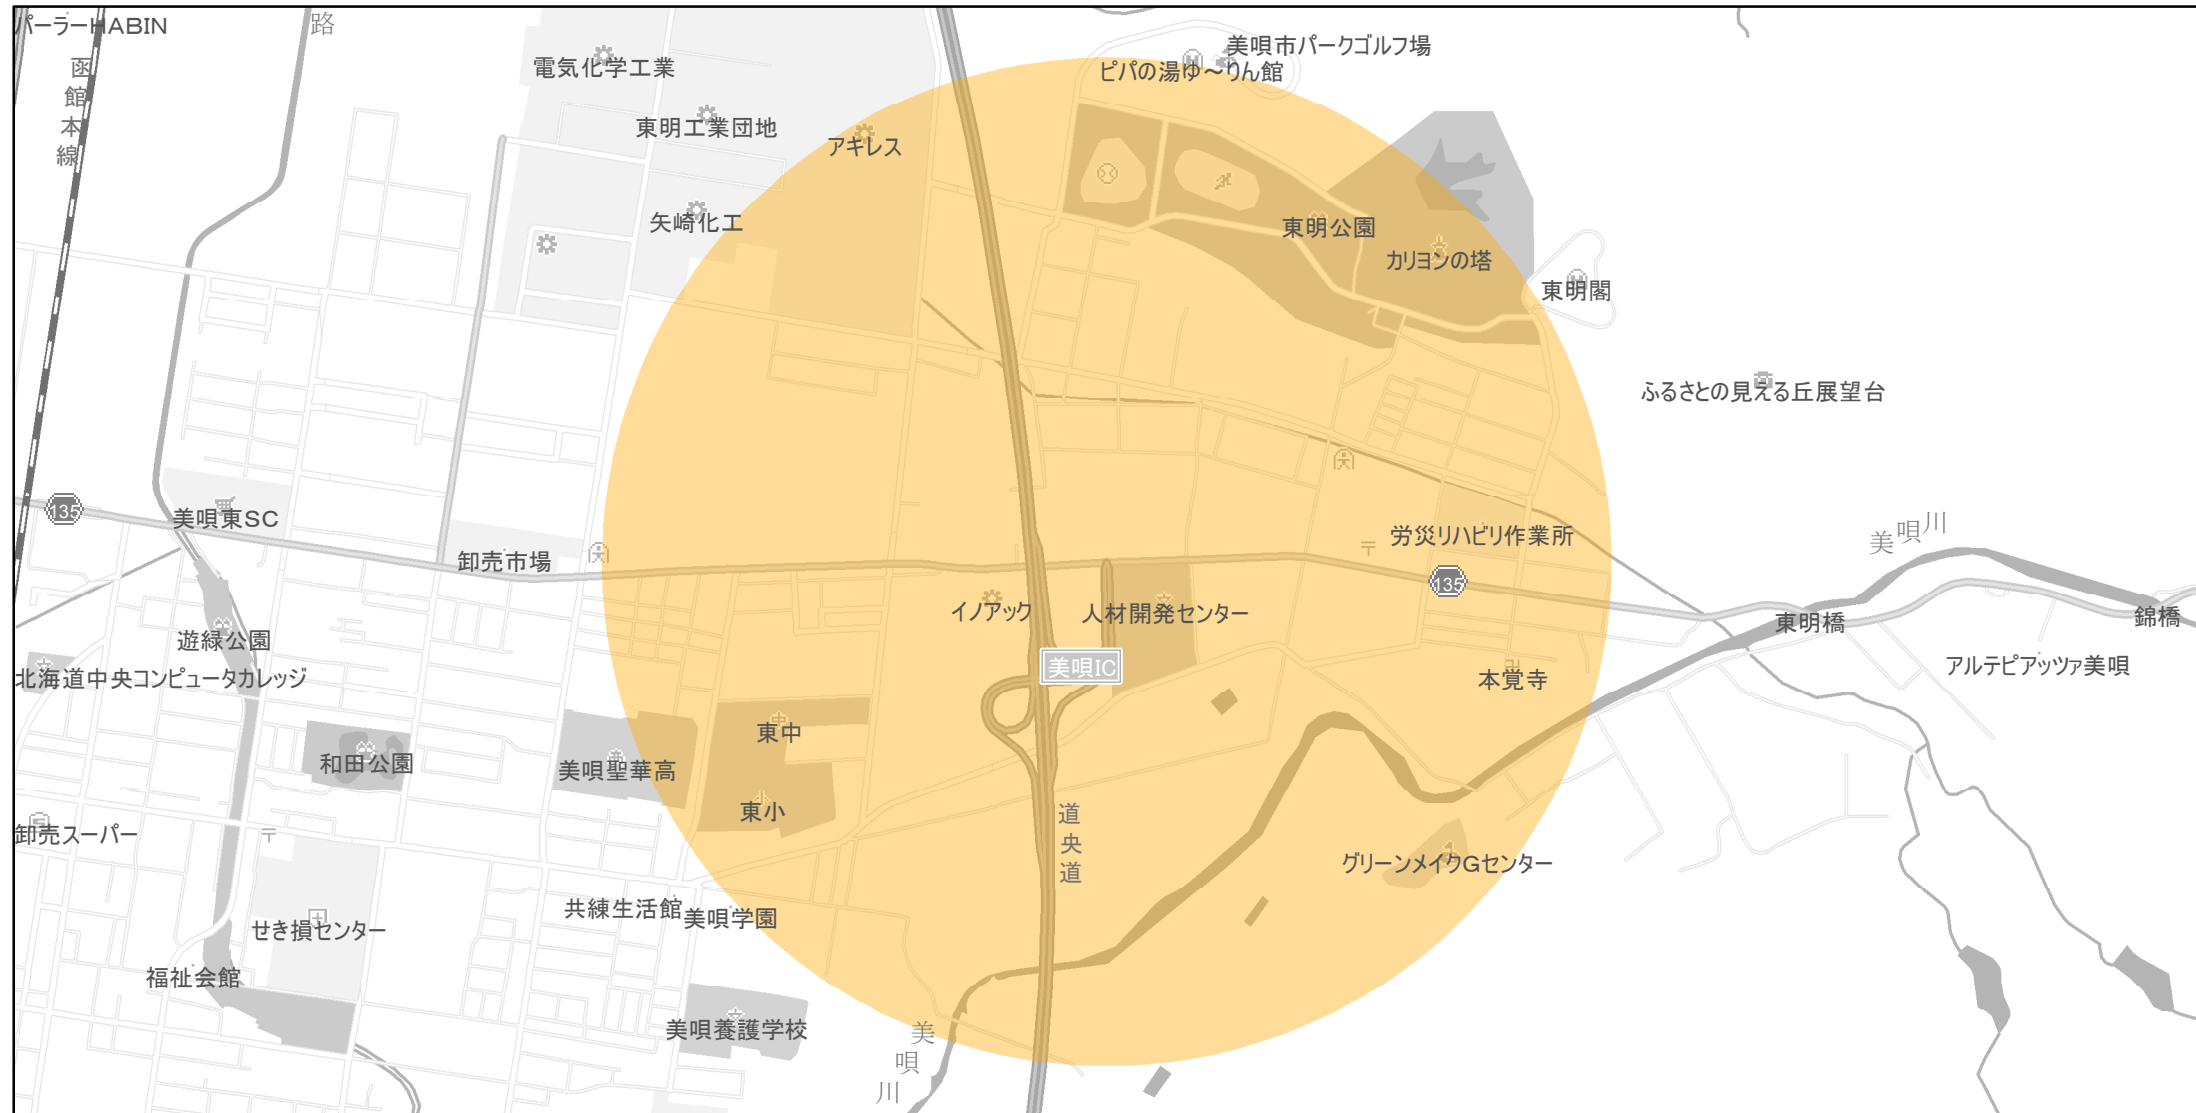 パーラーHABIN
路
函館本線
電気化学工業
東明工業団地
アキレス
矢崎化工
美唄市パークゴルフ場
ピパの湯ゆ～りん館
東明公園
カリヨンの塔
東明閣
ふるさとの見える丘展望台
135
美唄東SC
卸売市場
労災リハビリ作業所
135
美唄川
イノアック
人材開発センター
東明橋
錦橋
遊緑公園
北海道中央コンピュータカレッジ
美唄IC
本覚寺
アルテピアッツァ美唄
東中
和田公園
美唄聖華高
東小
卸売スーパー
道央道
グリーンメイクGセンター
共練生活館
美唄学園
せき損センター
福祉会館
美唄養護学校
美唄川